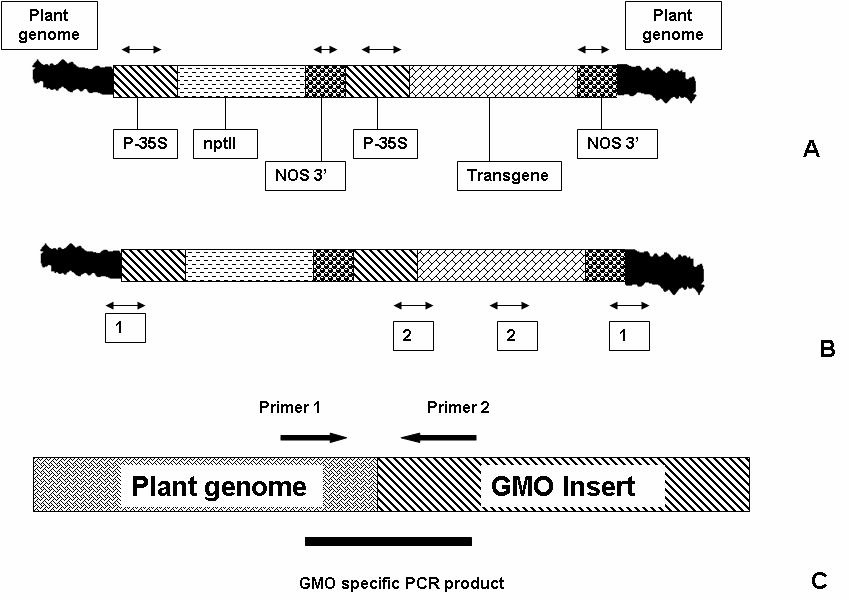 Plant
genome
Plant
genome
P-35S
nptII
P-35S
NOS 3'
NOS 3'
Transgene
A
1
2
2
1
B
Primer 1
Primer 2
Plant genome
GMO Insert
GMO specific PCR product
C